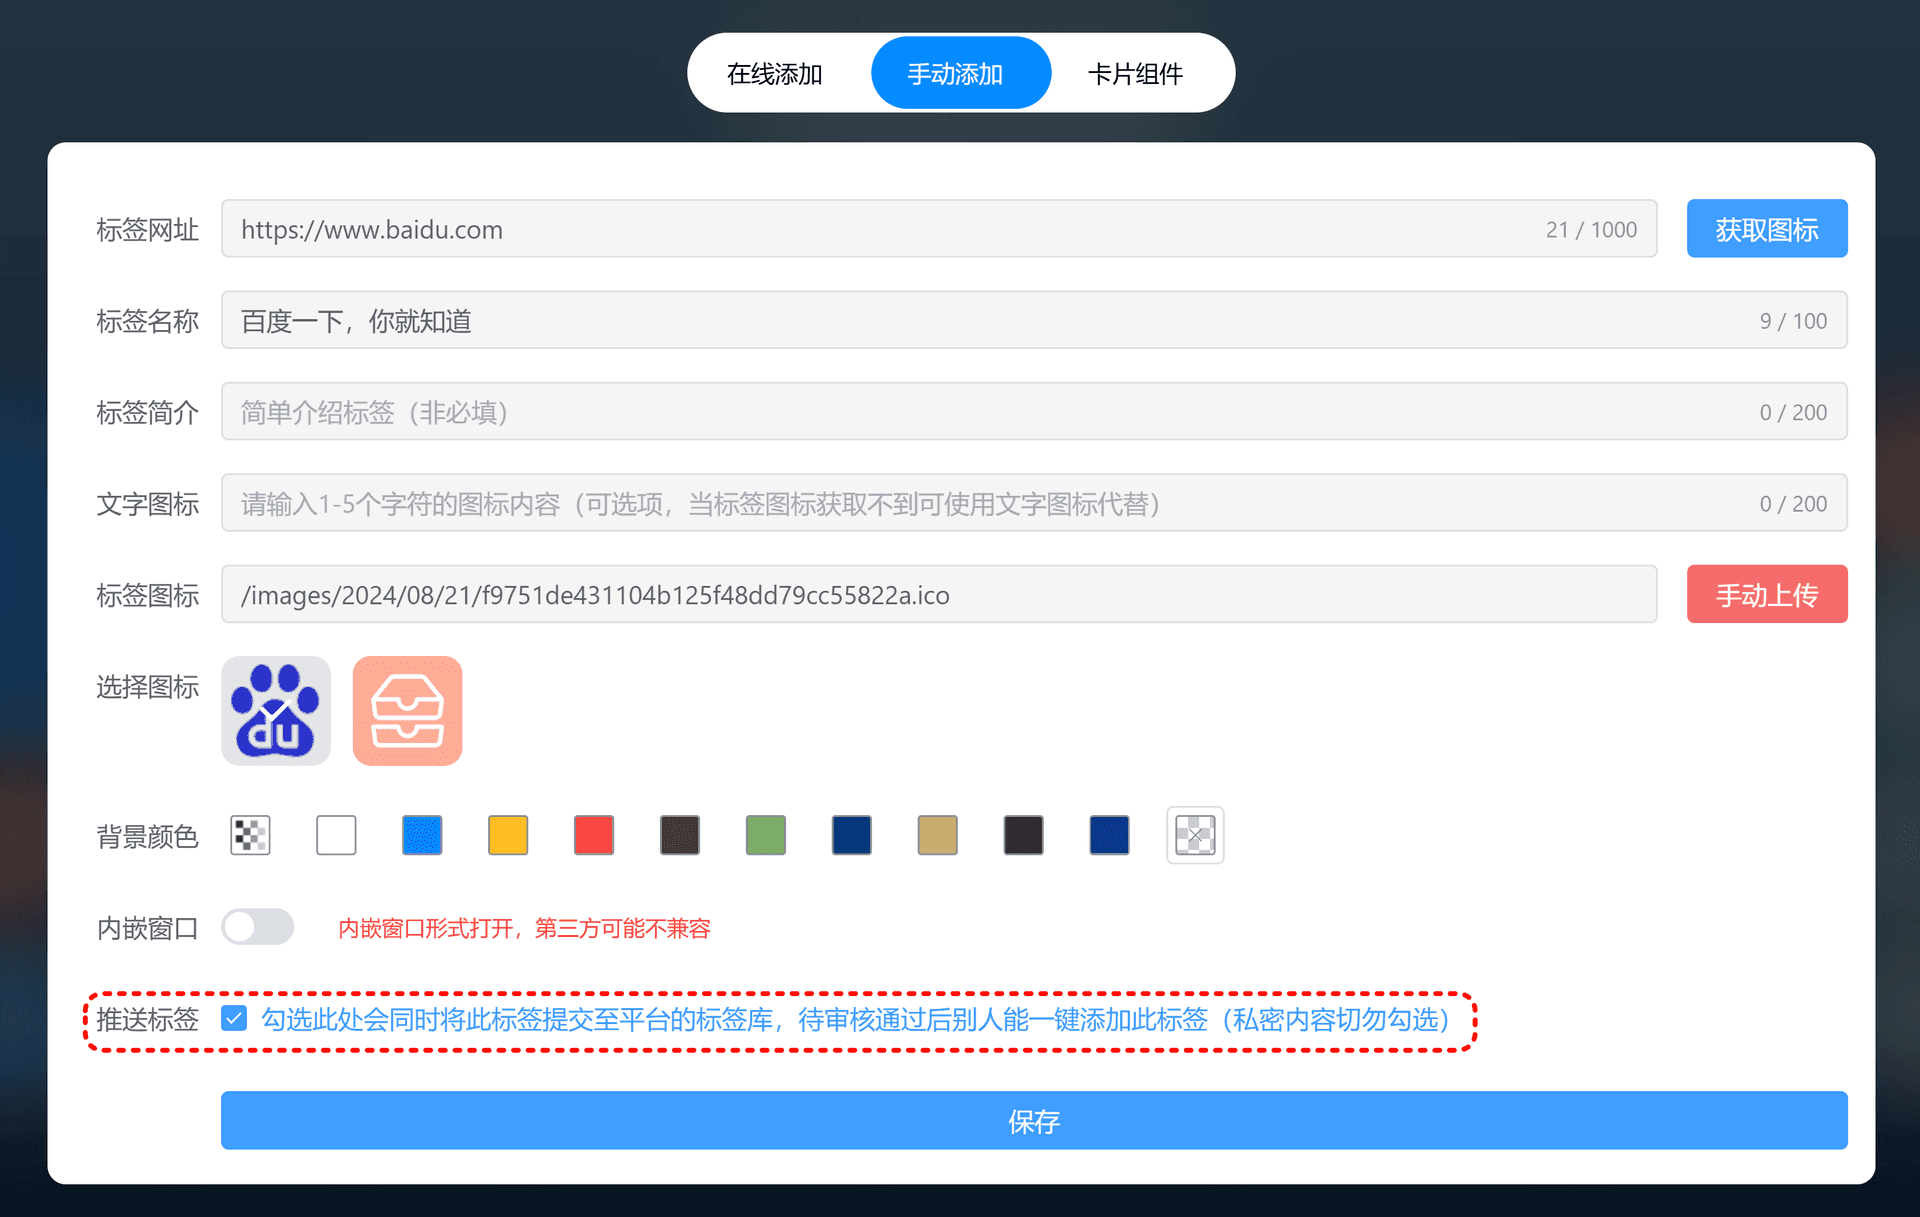 在线添加 手动添加 卡片组件
标签网址 https://www.baidu.com 21 / 1000 获取图标
标签名称 百度一下，你就知道 9 / 100
标签简介 简单介绍标签（非必填） 0 / 200
文字图标 请输入1-5个字符的图标内容（可选项，当标签图标获取不到可使用文字图标代替） 0 / 200
标签图标 /images/2024/08/21/f9751de431104b125f48dd79cc55822a.ico 手动上传
选择图标 du
背景颜色
内嵌窗口 内嵌窗口形式打开，第三方可能不兼容
推送标签 勾选此处会同时将此标签提交至平台的标签库，待审核通过后别人能一键添加此标签（私密内容切勿勾选）
保存